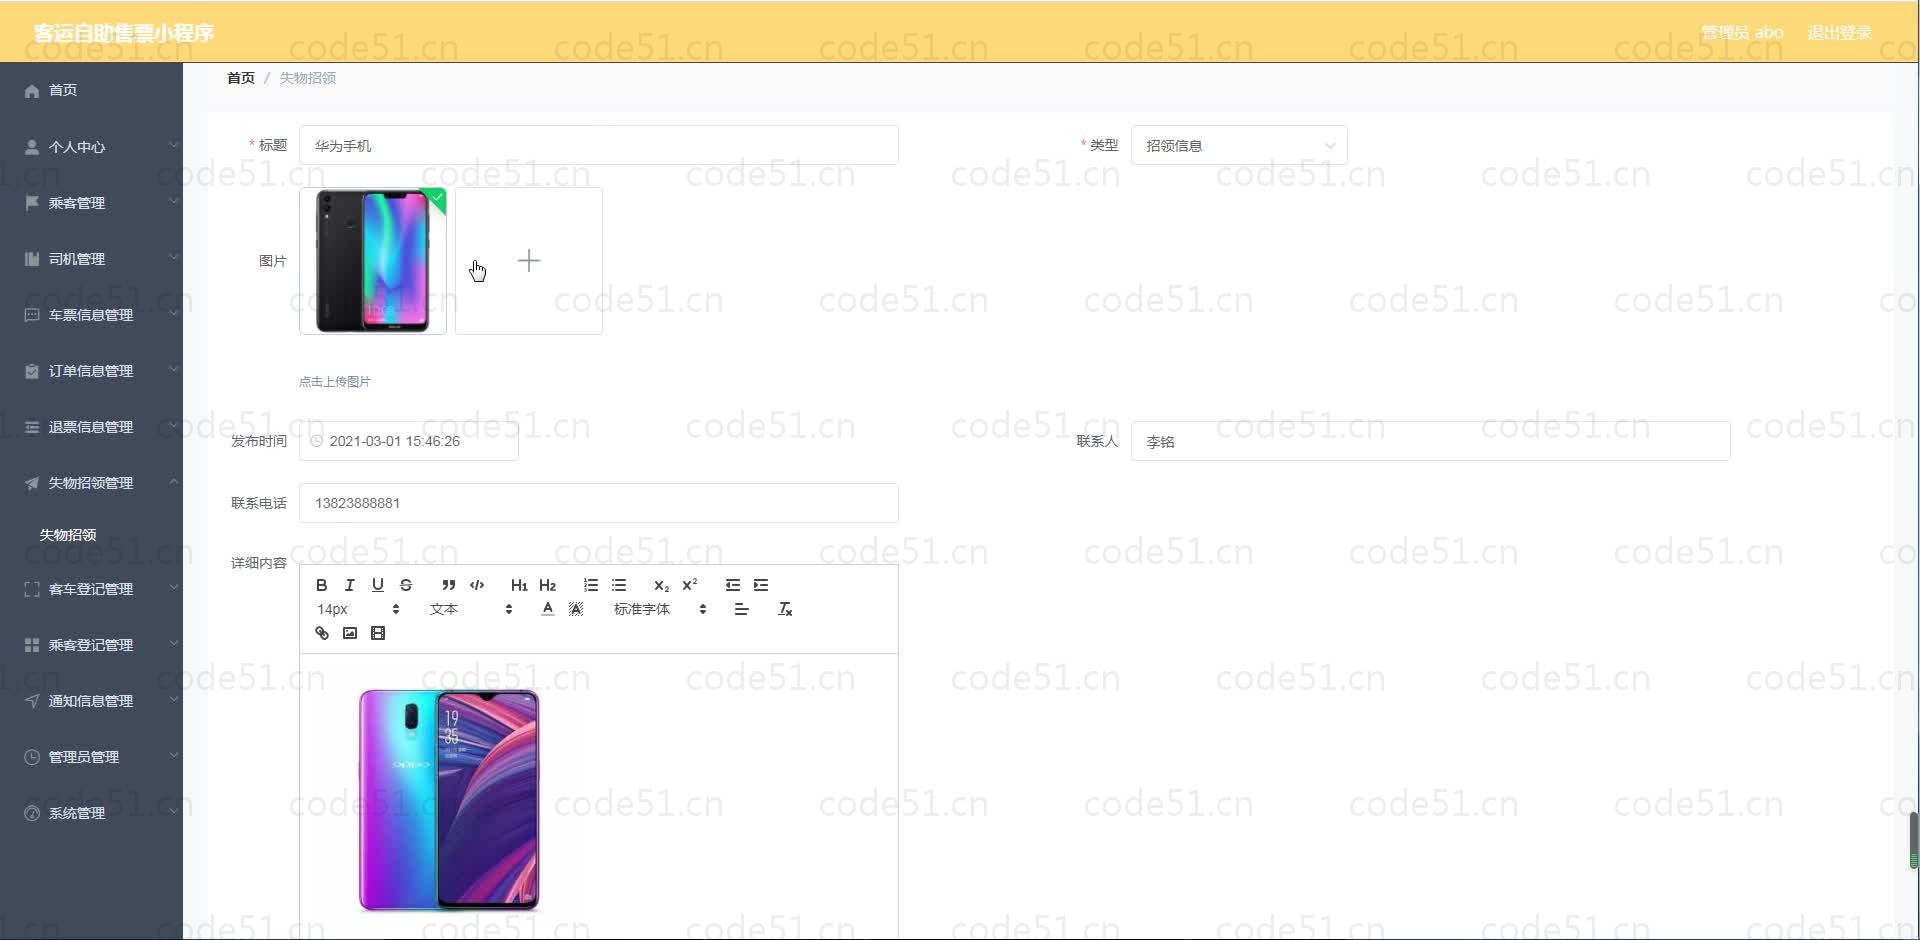 客运自助售票小程序
管理员 abo 退出登录
首页
个人中心
乘客管理
司机管理
车票信息管理
订单信息管理
退票信息管理
失物招领管理
失物招领
客车登记管理
乘客登记管理
通知信息管理
管理员管理
系统管理
首页 / 失物招领
* 标题 华为手机
* 类型 招领信息
图片
点击上传图片
发布时间 2021-03-01 15:46:26
联系人 李铭
联系电话 13823888881
详细内容
14px 文本 标准字体
19
35
oppo
code51.cn